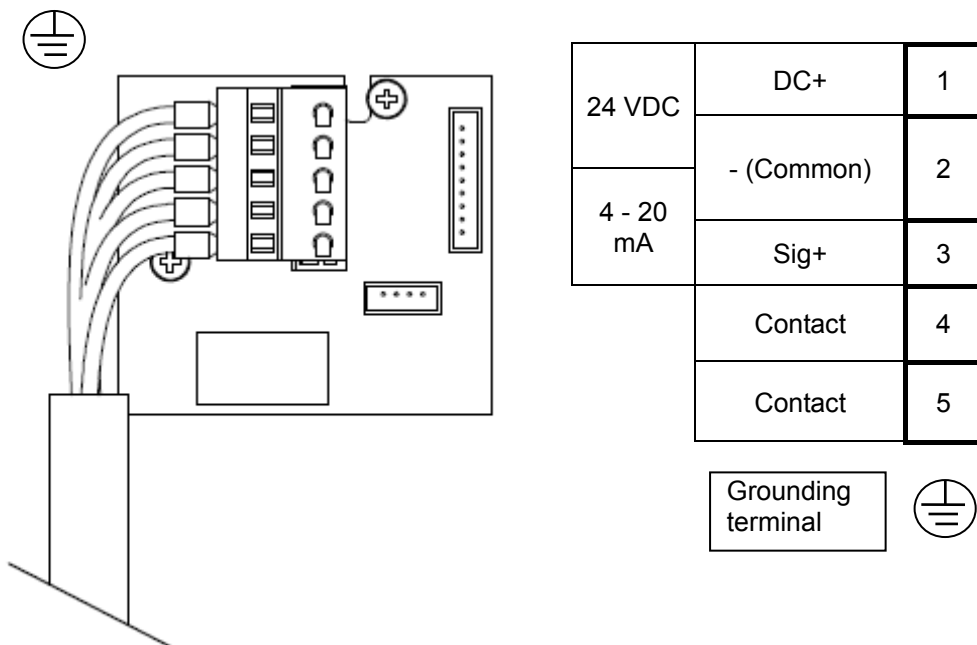 24 VDC
DC+
1
- (Common)
2
4 - 20
mA
Sig+
3
Contact
4
Contact
5
Grounding
terminal